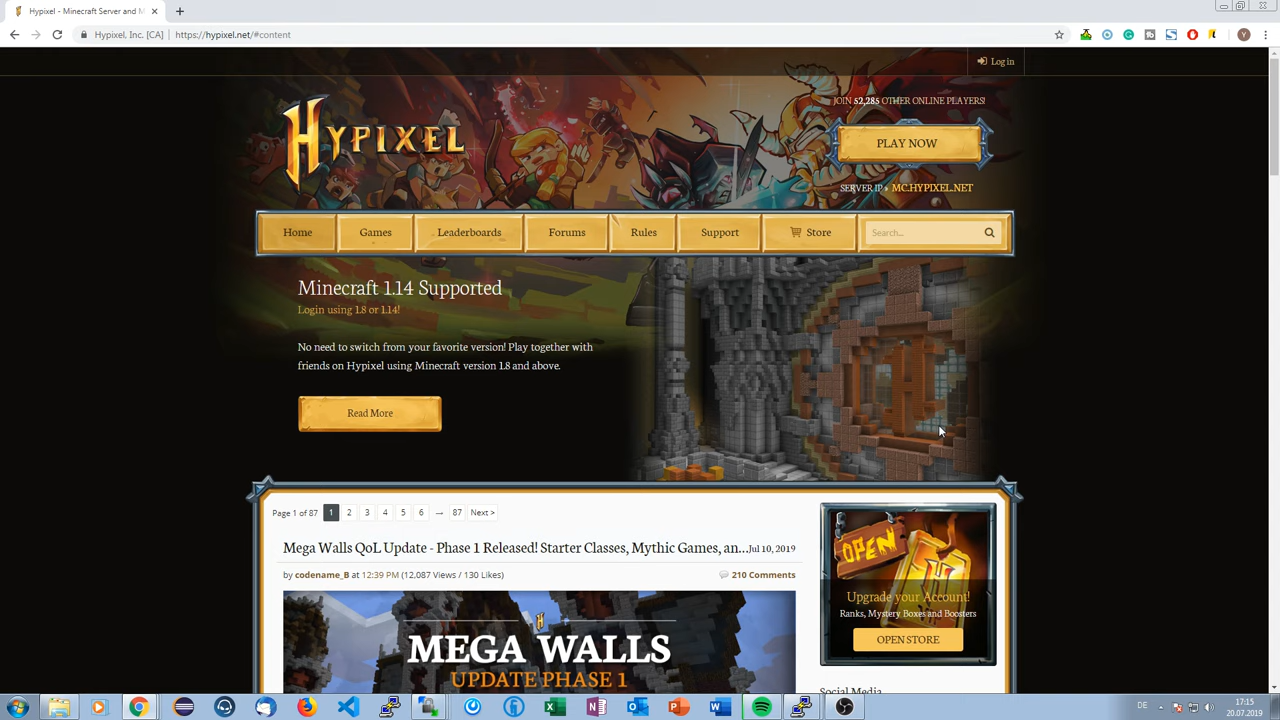 Hypixel - Minecraft Server and M
Hypixel, Inc. [CA] https://hypixel.net/#content
Y
Log in
HYPIXEL
JOIN 52,285 OTHER ONLINE PLAYERS!
PLAY NOW
SERVER IP » MC.HYPIXEL.NET
Home Games Leaderboards Forums Rules Support Store Search...
Minecraft 1.14 Supported
Login using 1.8 or 1.14!
No need to switch from your favorite version! Play together with
friends on Hypixel using Minecraft version 1.8 and above.
Read More
Page 1 of 87 1 2 3 4 5 6 → 87 Next >
Mega Walls QoL Update - Phase 1 Released! Starter Classes, Mythic Games, an... Jul 10, 2019
by codename_B at 12:39 PM (12,087 Views / 130 Likes)
210 Comments
MEGA WALLS
UPDATE PHASE 1
OPEN
Upgrade your Account!
Ranks, Mystery Boxes and Boosters
OPEN STORE
Social Media
DE
17:15
20.07.2019